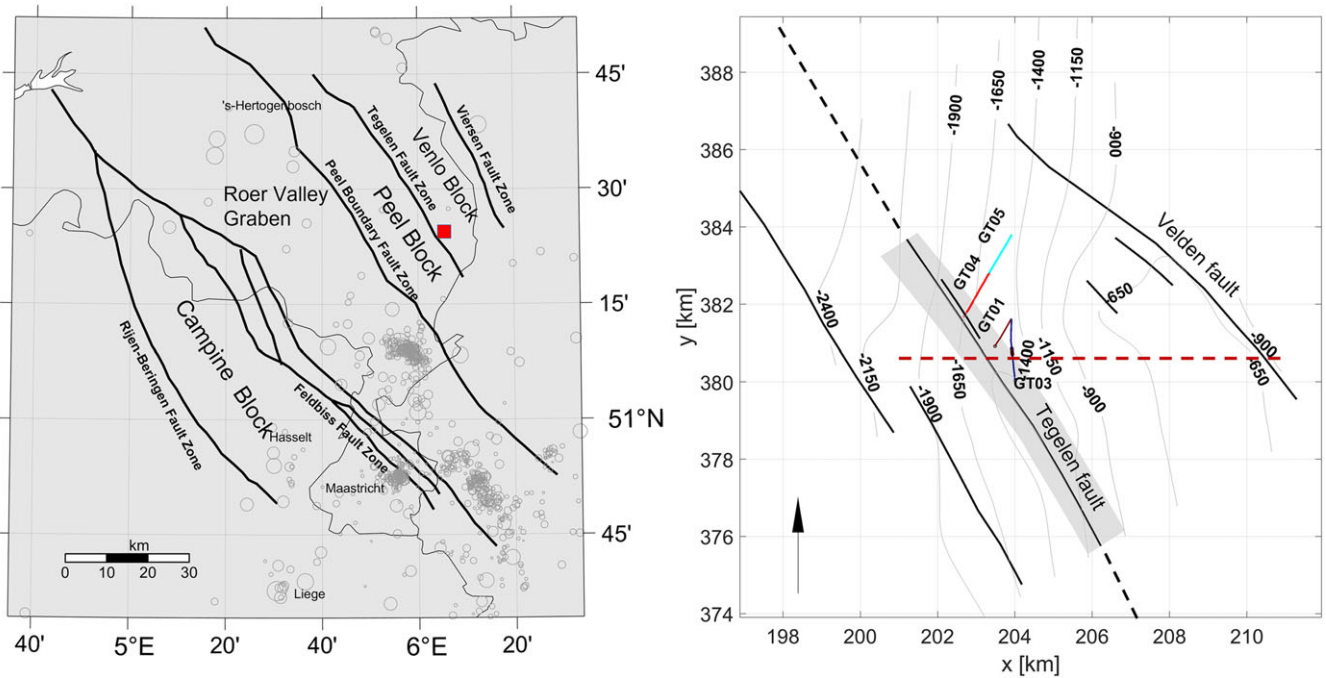 45'
's-Hertogenbosch
Tegelen Fault Zone
Viersen Fault Zone
Venlo Block
30'
Roer Valley
Graben
Peel Boundary Fault Zone
Peel Block
15'
Campine Block
Rijen-Beringen Fault Zone
Feldbiss Fault Zone
51°N
Hasselt
Maastricht
45'
km
0 10 20 30
Liege
40' 5°E 20' 40' 6°E 20'
388
386
384
382
380
378
376
374
y [km]
-1900
-1650
-1400
-1150
-900
GT05
GT04
GT01
GT03
Velden fault
-650
-2400
-2150
-1900
-1650
-1400
-1150
-900
-900
-650
Tegelen fault
198 200 202 204 206 208 210
x [km]